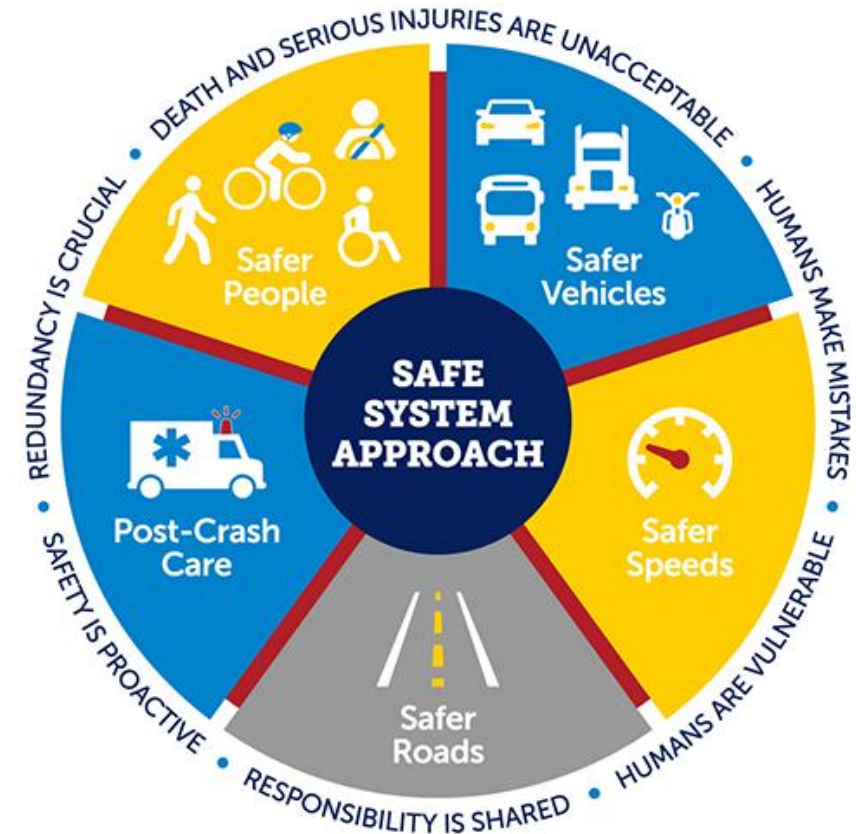 DEATH AND SERIOUS INJURIES ARE UNACCEPTABLE
HUMANS MAKE MISTAKES
HUMANS ARE VULNERABLE
RESPONSIBILITY IS SHARED
SAFETY IS PROACTIVE
REDUNDANCY IS CRUCIAL
Safer
People
Safer
Vehicles
SAFE
SYSTEM
APPROACH
Safer
Speeds
Post-Crash
Care
Safer
Roads